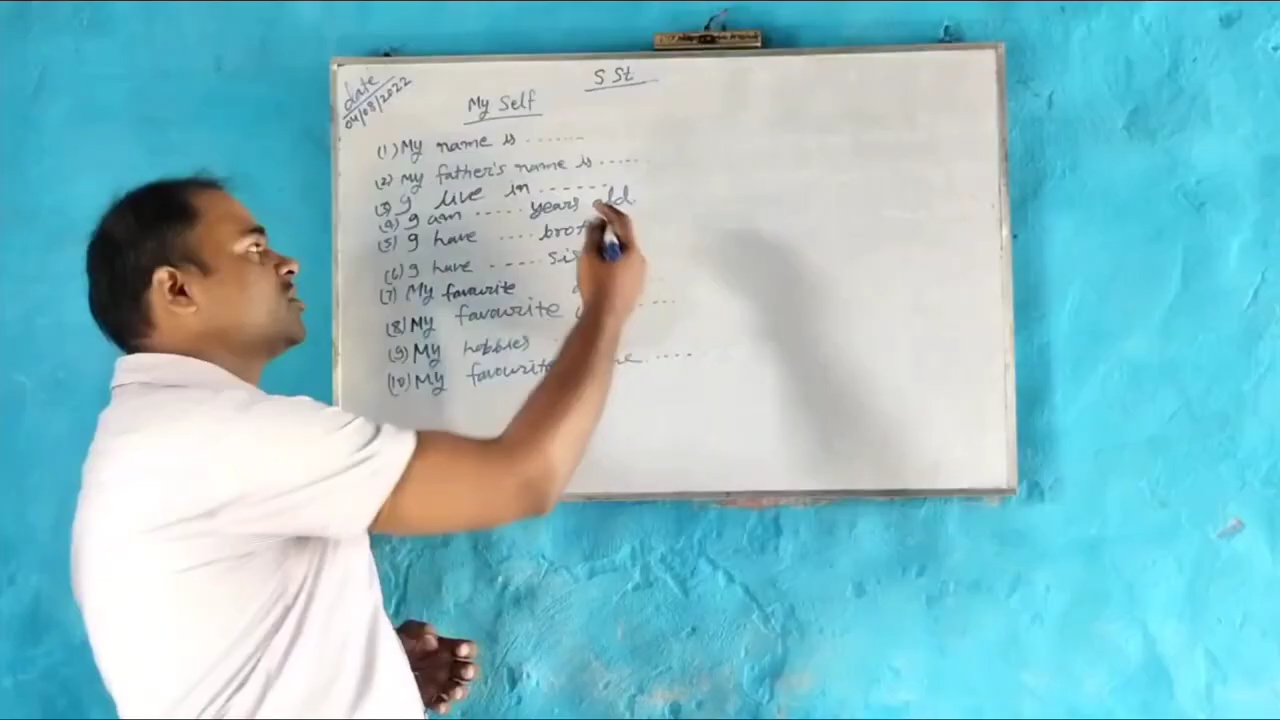 date
04/08/2022
S St
My Self
(1) My name is .......
(2) My father's name is ......
(3) I live in .......
(4) I am ..... years old.
(5) I have ....
(6) I have .....
(7) My favourite
(8) My favourite
(9) My hobbies
(10) My favourite .....